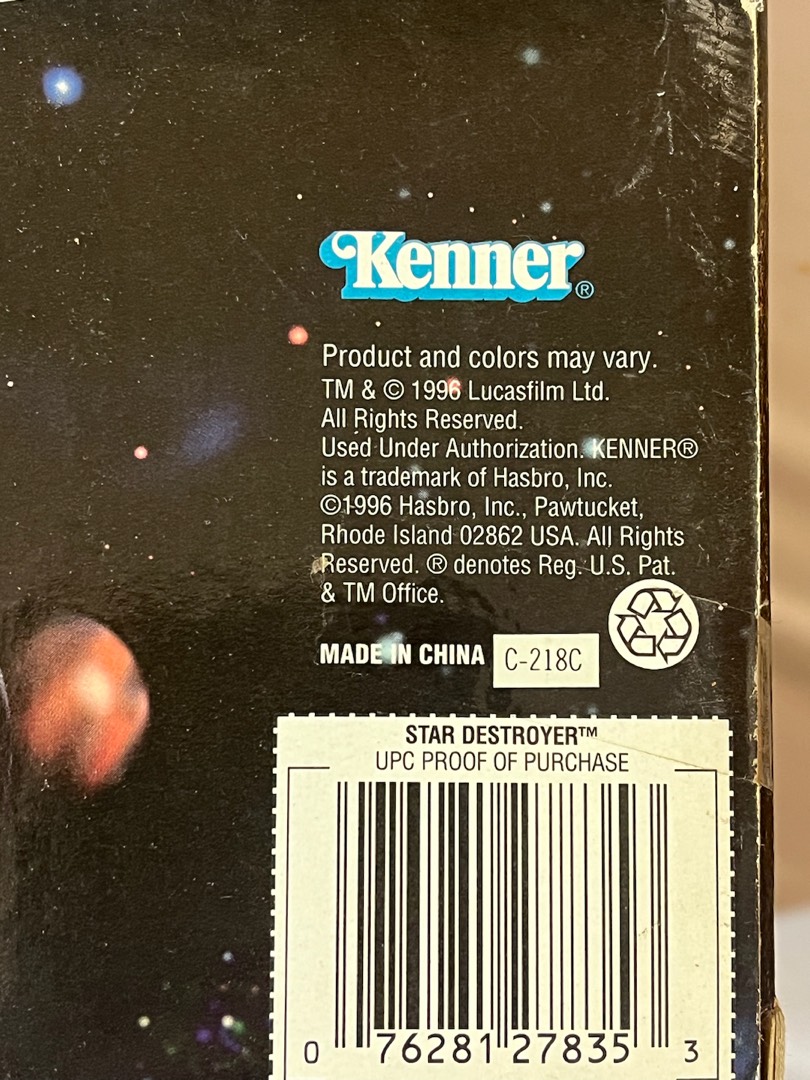 Kenner®
Product and colors may vary.
TM & © 1996 Lucasfilm Ltd.
All Rights Reserved.
Used Under Authorization. KENNER®
is a trademark of Hasbro, Inc.
©1996 Hasbro, Inc., Pawtucket,
Rhode Island 02862 USA. All Rights
Reserved. ® denotes Reg. U.S. Pat.
& TM Office.
MADE IN CHINA C-218C
STAR DESTROYER™
UPC PROOF OF PURCHASE
0 76281 27835 3